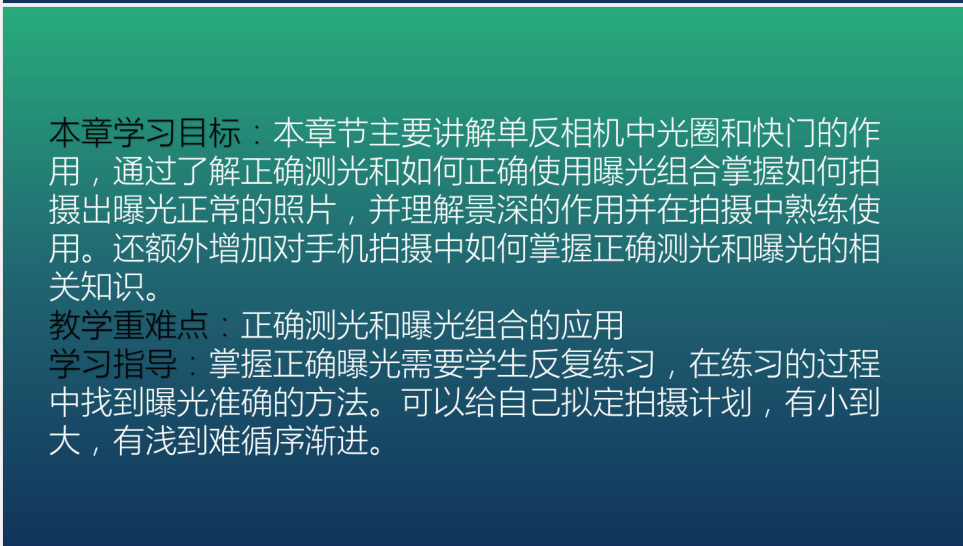 本章学习目标：本章节主要讲解单反相机中光圈和快门的作
用，通过了解正确测光和如何正确使用曝光组合掌握如何拍
摄出曝光正常的照片，并理解景深的作用并在拍摄中熟练使
用。还额外增加对手机拍摄中如何掌握正确测光和曝光的相
关知识。
教学重难点：正确测光和曝光组合的应用
学习指导：掌握正确曝光需要学生反复练习，在练习的过程
中找到曝光准确的方法。可以给自己拟定拍摄计划，有小到
大，有浅到难循序渐进。